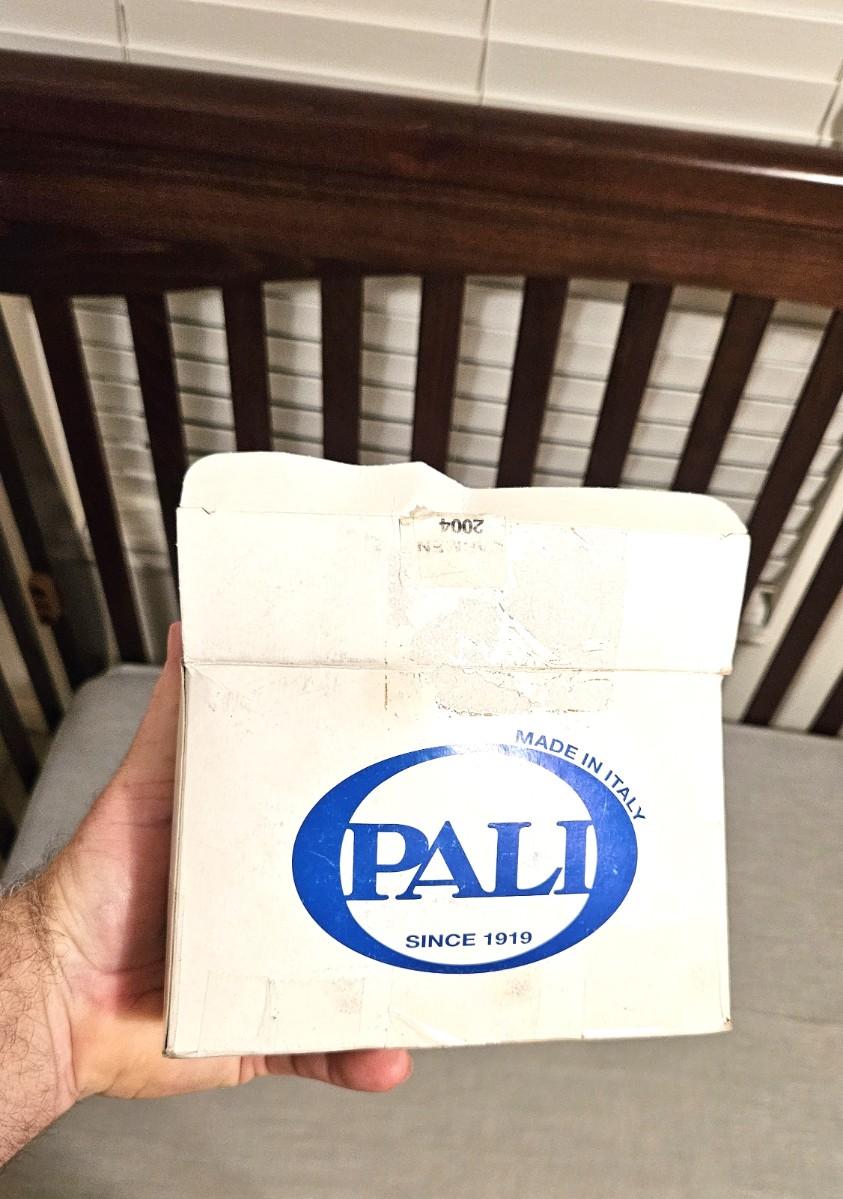 2004
MADE IN ITALY
PALI
SINCE 1919